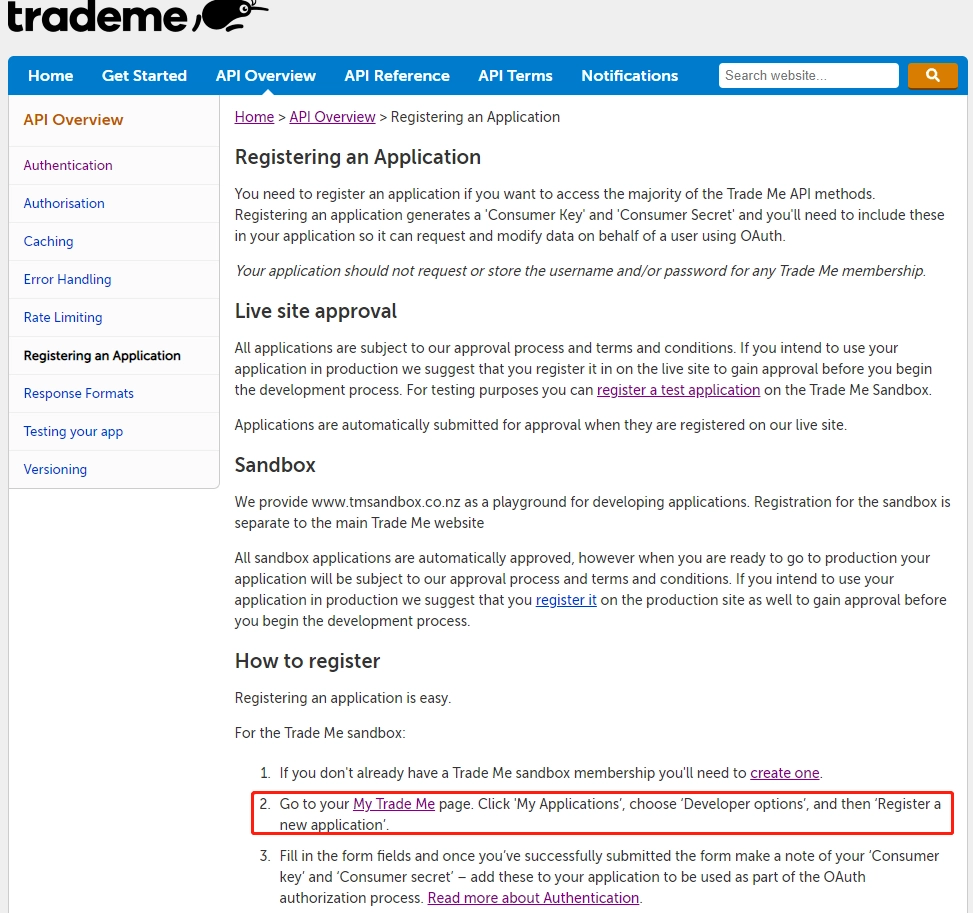 trademe
Home Get Started API Overview API Reference API Terms Notifications Search website...
API Overview
Authentication
Authorisation
Caching
Error Handling
Rate Limiting
Registering an Application
Response Formats
Testing your app
Versioning
Home > API Overview > Registering an Application
Registering an Application
You need to register an application if you want to access the majority of the Trade Me API methods.
Registering an application generates a 'Consumer Key' and 'Consumer Secret' and you'll need to include these
in your application so it can request and modify data on behalf of a user using OAuth.
Your application should not request or store the username and/or password for any Trade Me membership.
Live site approval
All applications are subject to our approval process and terms and conditions. If you intend to use your
application in production we suggest that you register it in on the live site to gain approval before you begin
the development process. For testing purposes you can register a test application on the Trade Me Sandbox.
Applications are automatically submitted for approval when they are registered on our live site.
Sandbox
We provide www.tmsandbox.co.nz as a playground for developing applications. Registration for the sandbox is
separate to the main Trade Me website
All sandbox applications are automatically approved, however when you are ready to go to production your
application will be subject to our approval process and terms and conditions. If you intend to use your
application in production we suggest that you register it on the production site as well to gain approval before
you begin the development process.
How to register
Registering an application is easy.
For the Trade Me sandbox:
1. If you don't already have a Trade Me sandbox membership you'll need to create one.
2. Go to your My Trade Me page. Click 'My Applications’, choose ‘Developer options’, and then ‘Register a
new application’.
3. Fill in the form fields and once you’ve successfully submitted the form make a note of your ‘Consumer
key’ and ‘Consumer secret’ – add these to your application to be used as part of the OAuth
authorization process. Read more about Authentication.